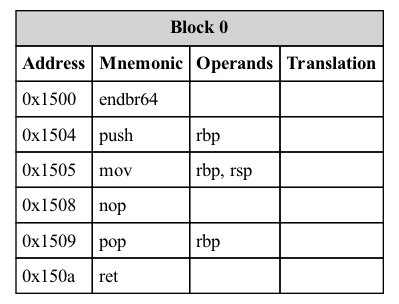 Block 0
Address Mnemonic Operands Translation
0x1500 endbr64
0x1504 push rbp
0x1505 mov rbp, rsp
0x1508 nop
0x1509 pop rbp
0x150a ret